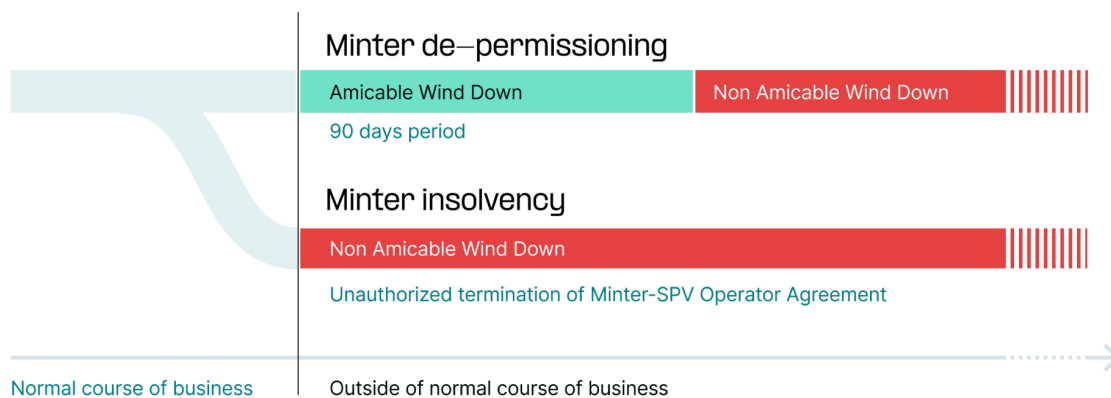 Minter de–permissioning
Amicable Wind Down
Non Amicable Wind Down
90 days period
Minter insolvency
Non Amicable Wind Down
Unauthorized termination of Minter-SPV Operator Agreement
Normal course of business
Outside of normal course of business